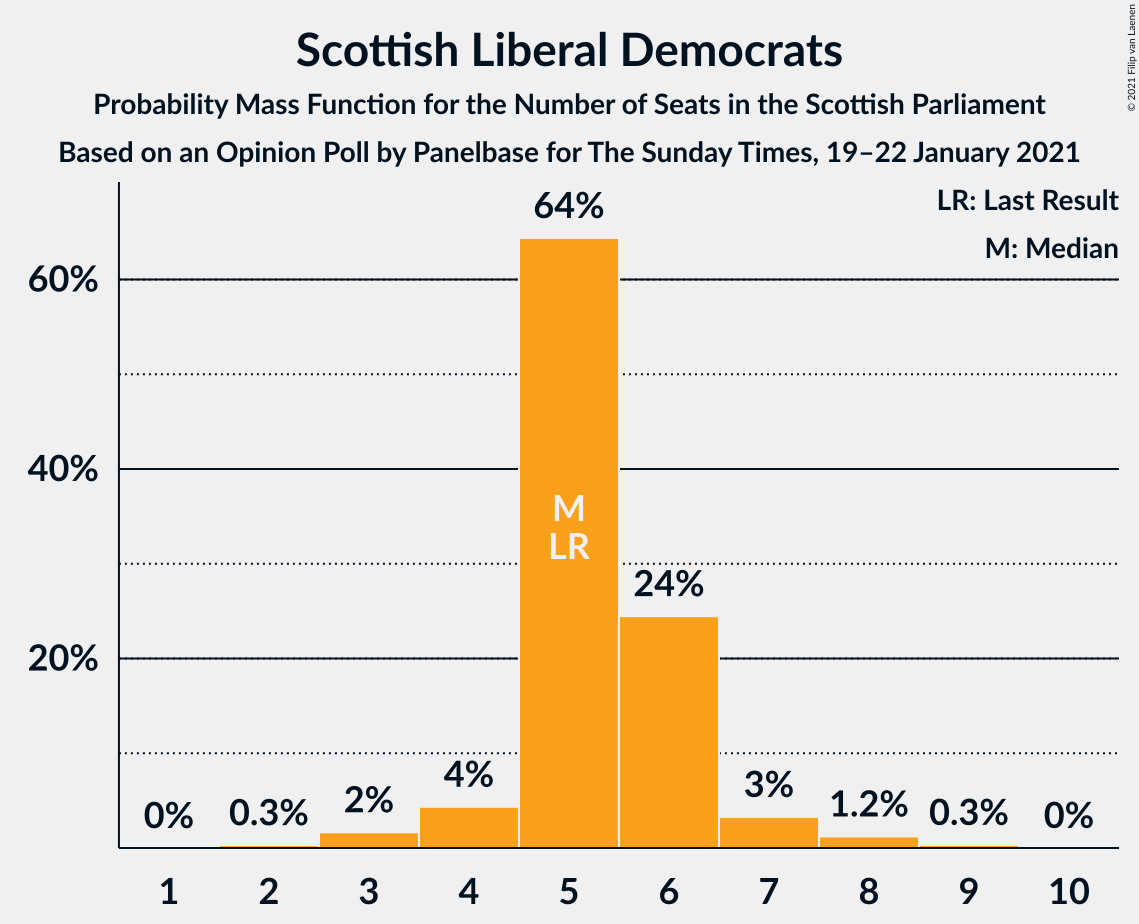 Scottish Liberal Democrats
Probability Mass Function for the Number of Seats in the Scottish Parliament
Based on an Opinion Poll by Panelbase for The Sunday Times, 19–22 January 2021
© 2021 Filip van Laenen
LR: Last Result
M: Median
60%
40%
20%
0%
0.3%
2%
4%
64%
M
LR
24%
3%
1.2%
0.3%
0%
1 2 3 4 5 6 7 8 9 10